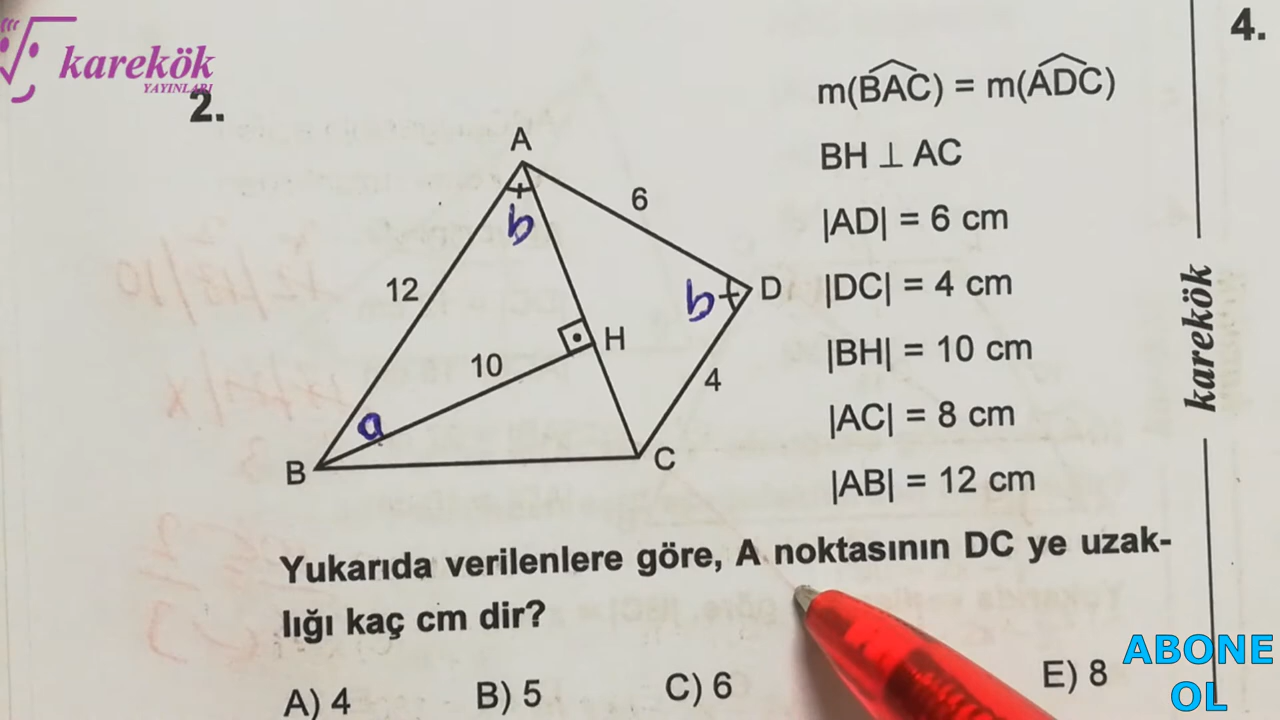 karekök
YAYINLARI
4.
2.
m(BAC) = m(ADC)
BH ⊥ AC
|AD| = 6 cm
|DC| = 4 cm
|BH| = 10 cm
|AC| = 8 cm
|AB| = 12 cm
A
6
b
12
b
D
H
10
4
a
B
C
karekök
Yukarıda verilenlere göre, A noktasının DC ye uzak-
lığı kaç cm dir?
A) 4 B) 5 C) 6 E) 8
ABONE
OL